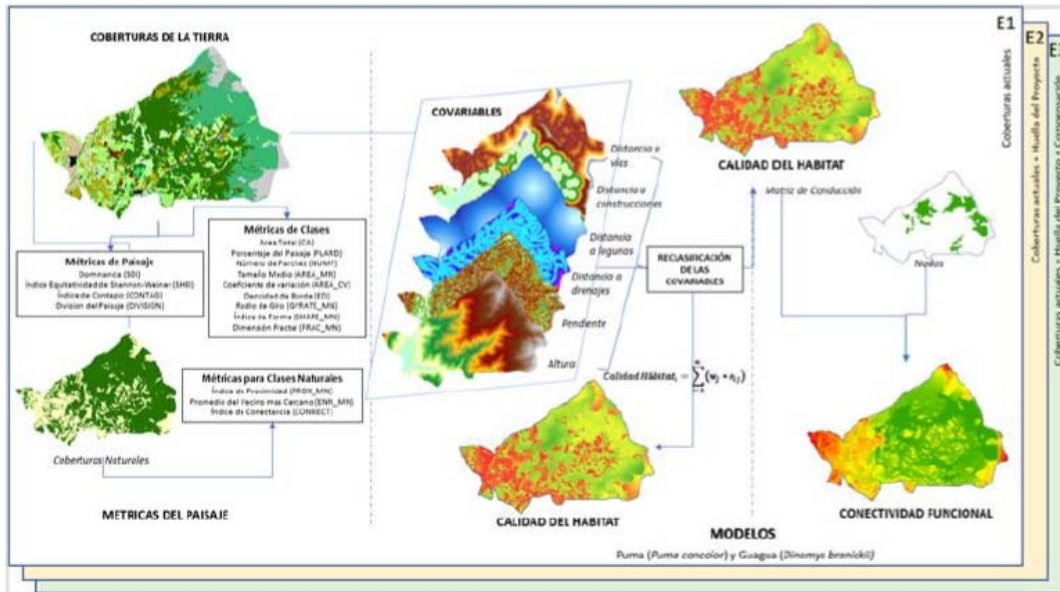 COBERTURAS DE LA TIERRA
Métricas de Paisaje
Dominancia (SDI)
Índice Equitatividad de Shannon-Weiner (SHEI)
Índice de Contagio (CONTAG)
Division del Paisaje (DIVISION)
Métricas de Clases
Área Total (CA)
Porcentaje del Paisaje (PLAND)
Número de Parches (NUMP)
Tamaño Medio (AREA_MN)
Coeficiente de variación (AREA_CV)
Densidad de Borde (ED)
Radio de Giro (GYRATE_MN)
Índice de Forma (SHAPE_MN)
Dimensón Fractal (FRAC_MN)
Métricas para Clases Naturales
Índice de Proximidad (PROX_MN)
Promedio del Vecino mas Cercano (ENN_MN)
Índice de Conectancia (CONNECT)
Coberturas Naturales
METRICAS DEL PAISAJE
COVARIABLES
Distancia a
vías
Distancia a
construcciones
Distancia
a lagunas
Distancia a
drenajes
Pendiente
Altura
RECLASIFICACIÓN
DE LAS
COVARIABLES
CALIDAD DEL HABITAT
CALIDAD DEL HABITAT
Matriz de Conducción
Nodos
CONECTIVIDAD FUNCIONAL
MODELOS
Puma (Puma concolor) y Guagua (Dinomys branickii)
E1
Coberturas actuales
E2
Coberturas actuales + Huella del Proyecto
E3